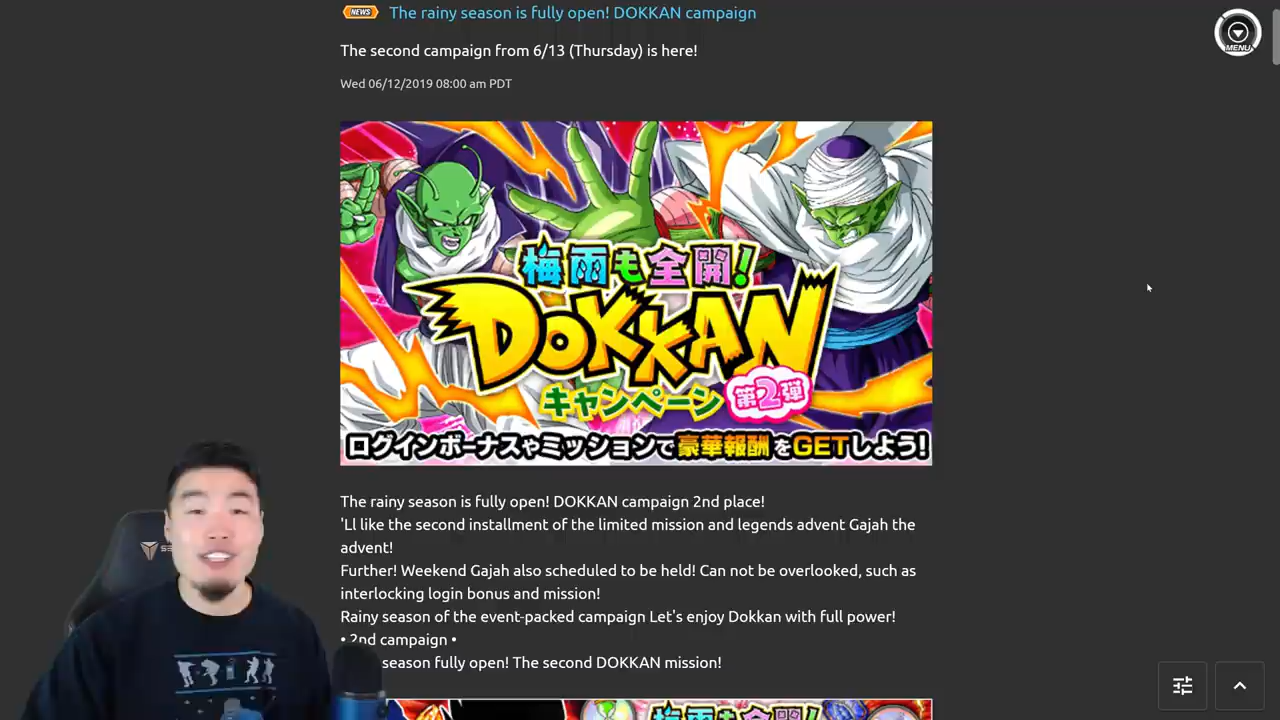 NEWS The rainy season is fully open! DOKKAN campaign
The second campaign from 6/13 (Thursday) is here!
MENU
Wed 06/12/2019 08:00 am PDT
梅雨も全開!
DOKKAN
キャンペーン 第2弾
ログインボーナスやミッションで豪華報酬をGETしよう!
The rainy season is fully open! DOKKAN campaign 2nd place!
'Ll like the second installment of the limited mission and legends advent Gajah the
advent!
Further! Weekend Gajah also scheduled to be held! Can not be overlooked, such as
interlocking login bonus and mission!
Rainy season of the event-packed campaign Let's enjoy Dokkan with full power!
• 2nd campaign •
season fully open! The second DOKKAN mission!
梅雨も全開!